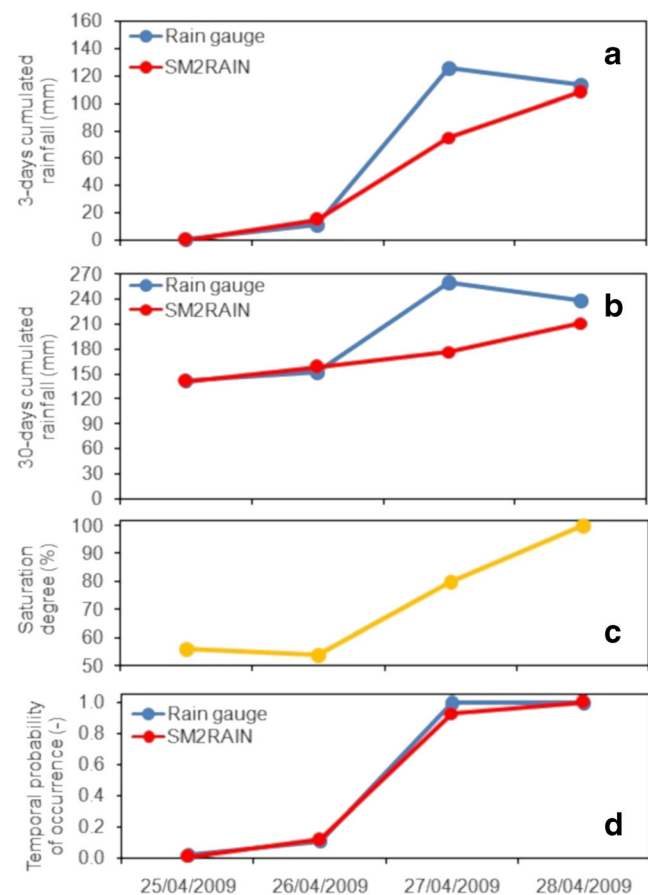 3-days cumulated
rainfall (mm)
160
140
120
100
80
60
40
20
0
Rain gauge
SM2RAIN
a
30-days cumulated
rainfall (mm)
270
240
210
180
150
120
90
60
30
0
Rain gauge
SM2RAIN
b
Saturation
degree (%)
100
90
80
70
60
50
c
Temporal probability
of occurrence (-)
1.0
0.8
0.6
0.4
0.2
0.0
Rain gauge
SM2RAIN
d
25/04/2009 26/04/2009 27/04/2009 28/04/2009